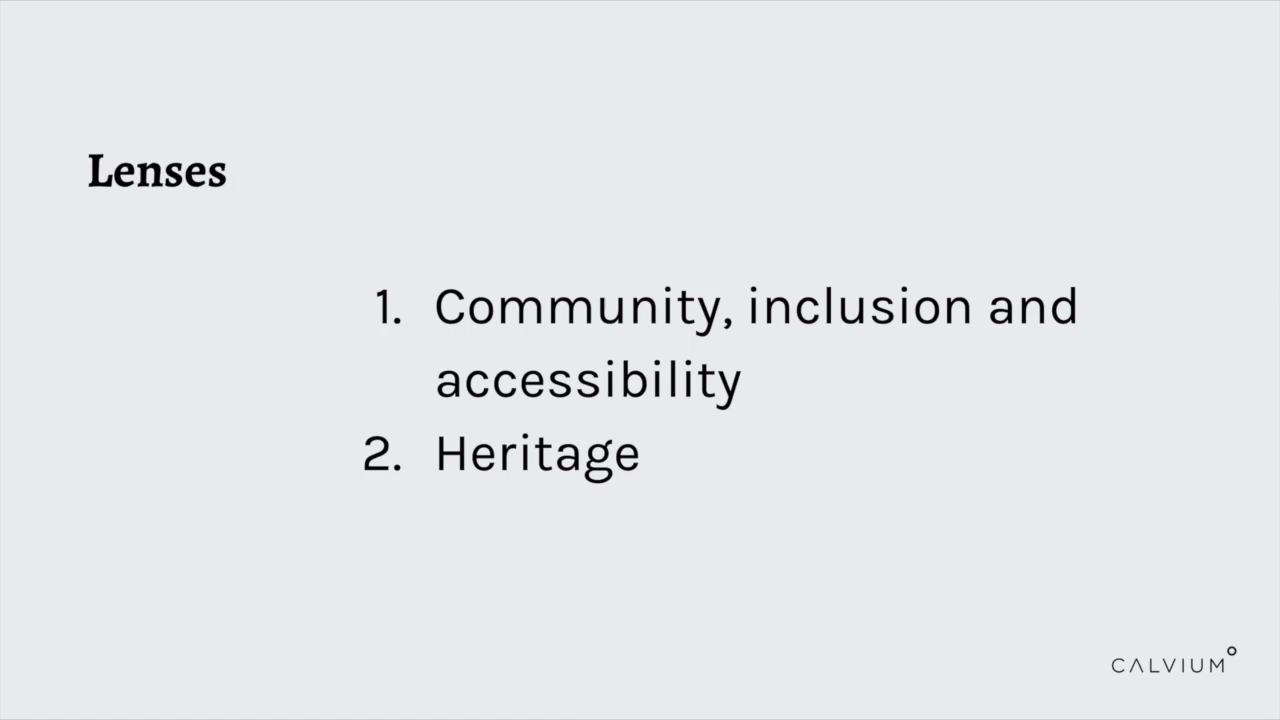 Lenses
1. Community, inclusion and
accessibility
2. Heritage
CALVIUM